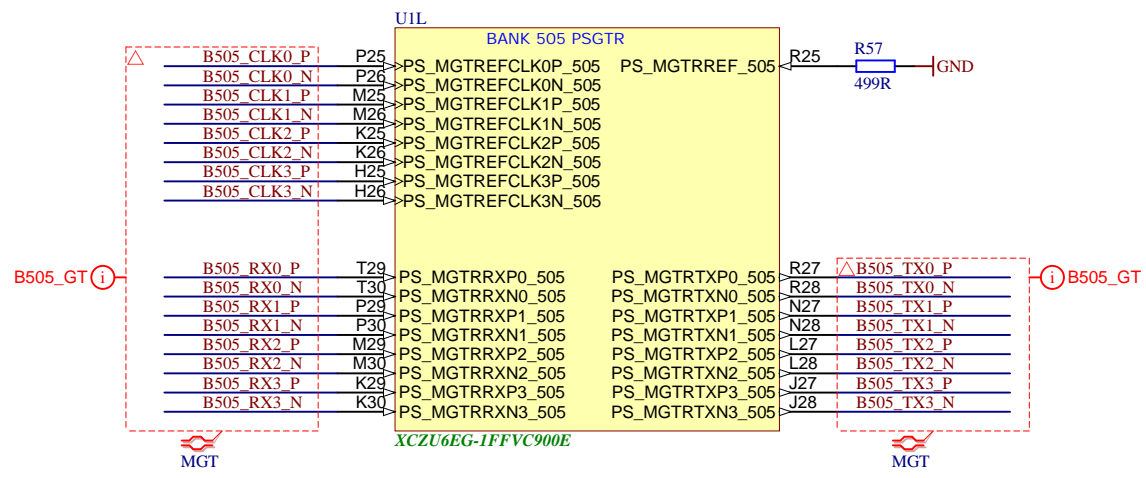 U1L
BANK 505 PSGTR
B505_CLK0_P P25 PS_MGTREFCLK0P_505 PS_MGTRREF_505 R25 R57 GND
499R
B505_CLK0_N P26 PS_MGTREFCLK0N_505
B505_CLK1_P M25 PS_MGTREFCLK1P_505
B505_CLK1_N M26 PS_MGTREFCLK1N_505
B505_CLK2_P K25 PS_MGTREFCLK2P_505
B505_CLK2_N K26 PS_MGTREFCLK2N_505
B505_CLK3_P H25 PS_MGTREFCLK3P_505
B505_CLK3_N H26 PS_MGTREFCLK3N_505
B505_GT i B505_RX0_P T29 PS_MGTRRXP0_505 PS_MGTRTXP0_505 R27 B505_TX0_P i B505_GT
B505_RX0_N T30 PS_MGTRRXN0_505 PS_MGTRTXN0_505 R28 B505_TX0_N
B505_RX1_P P29 PS_MGTRRXP1_505 PS_MGTRTXP1_505 N27 B505_TX1_P
B505_RX1_N P30 PS_MGTRRXN1_505 PS_MGTRTXN1_505 N28 B505_TX1_N
B505_RX2_P M29 PS_MGTRRXP2_505 PS_MGTRTXP2_505 L27 B505_TX2_P
B505_RX2_N M30 PS_MGTRRXN2_505 PS_MGTRTXN2_505 L28 B505_TX2_N
B505_RX3_P K29 PS_MGTRRXP3_505 PS_MGTRTXP3_505 J27 B505_TX3_P
B505_RX3_N K30 PS_MGTRRXN3_505 PS_MGTRTXN3_505 J28 B505_TX3_N
XCZU6EG-1FFVC900E
MGT MGT